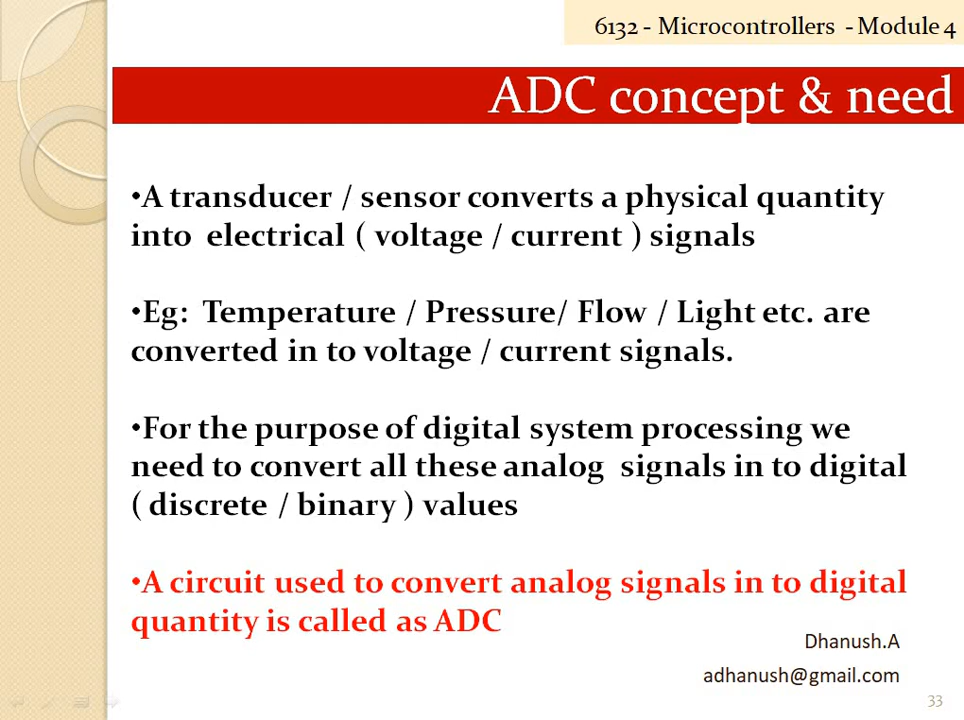 6132 - Microcontrollers - Module 4
ADC concept & need
•A transducer / sensor converts a physical quantity
into electrical ( voltage / current ) signals
•Eg: Temperature / Pressure/ Flow / Light etc. are
converted in to voltage / current signals.
•For the purpose of digital system processing we
need to convert all these analog signals in to digital
( discrete / binary ) values
•A circuit used to convert analog signals in to digital
quantity is called as ADC
Dhanush.A
adhanush@gmail.com
33